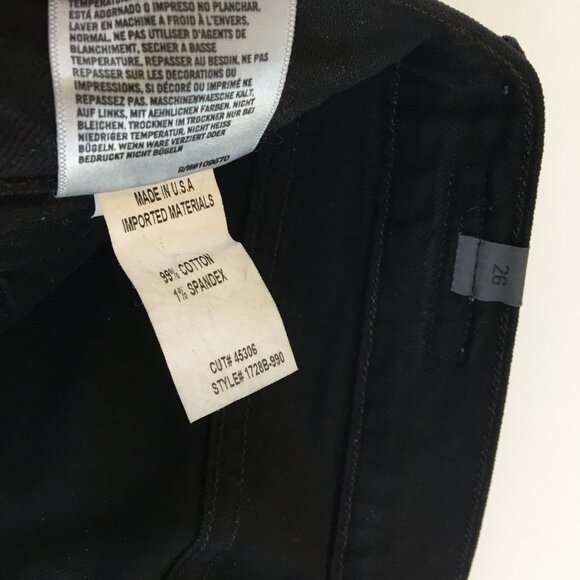 TEMPERATURA
ESTÁ ADORNADO O IMPRESO NO PLANCHAR.
LAVER EN MACHINE A FROID À L'ENVERS,
NORMAL, NE PAS UTILISER D'AGENTS DE
BLANCHIMENT, SECHER A BASSE
TEMPERATURE, REPASSER AU BESOIN, NE PAS
REPASSER SUR LES DECORATIONS OU
IMPRESSIONS, SI DÉCORÉ OU IMPRIMÉ NE
REPASSEZ PAS, MASCHINENWAESCHE KALT,
AUF LINKS, MIT AEHNLICHEN FARBEN. NICHT
BLEICHEN. TROCKNEN IM TROCKNER NUR BEI
NIEDRIGER TEMPERATUR. NICHT HEISS
BÜGELN. WENN WARE VERZIERT ODER
BEDRUCKT NICHT BÜGELN
R/N#109670
MADE IN U.S.A
IMPORTED MATERIALS
99% COTTON
1% SPANDEX
CUT# 45306
STYLE# 1728B-990
26